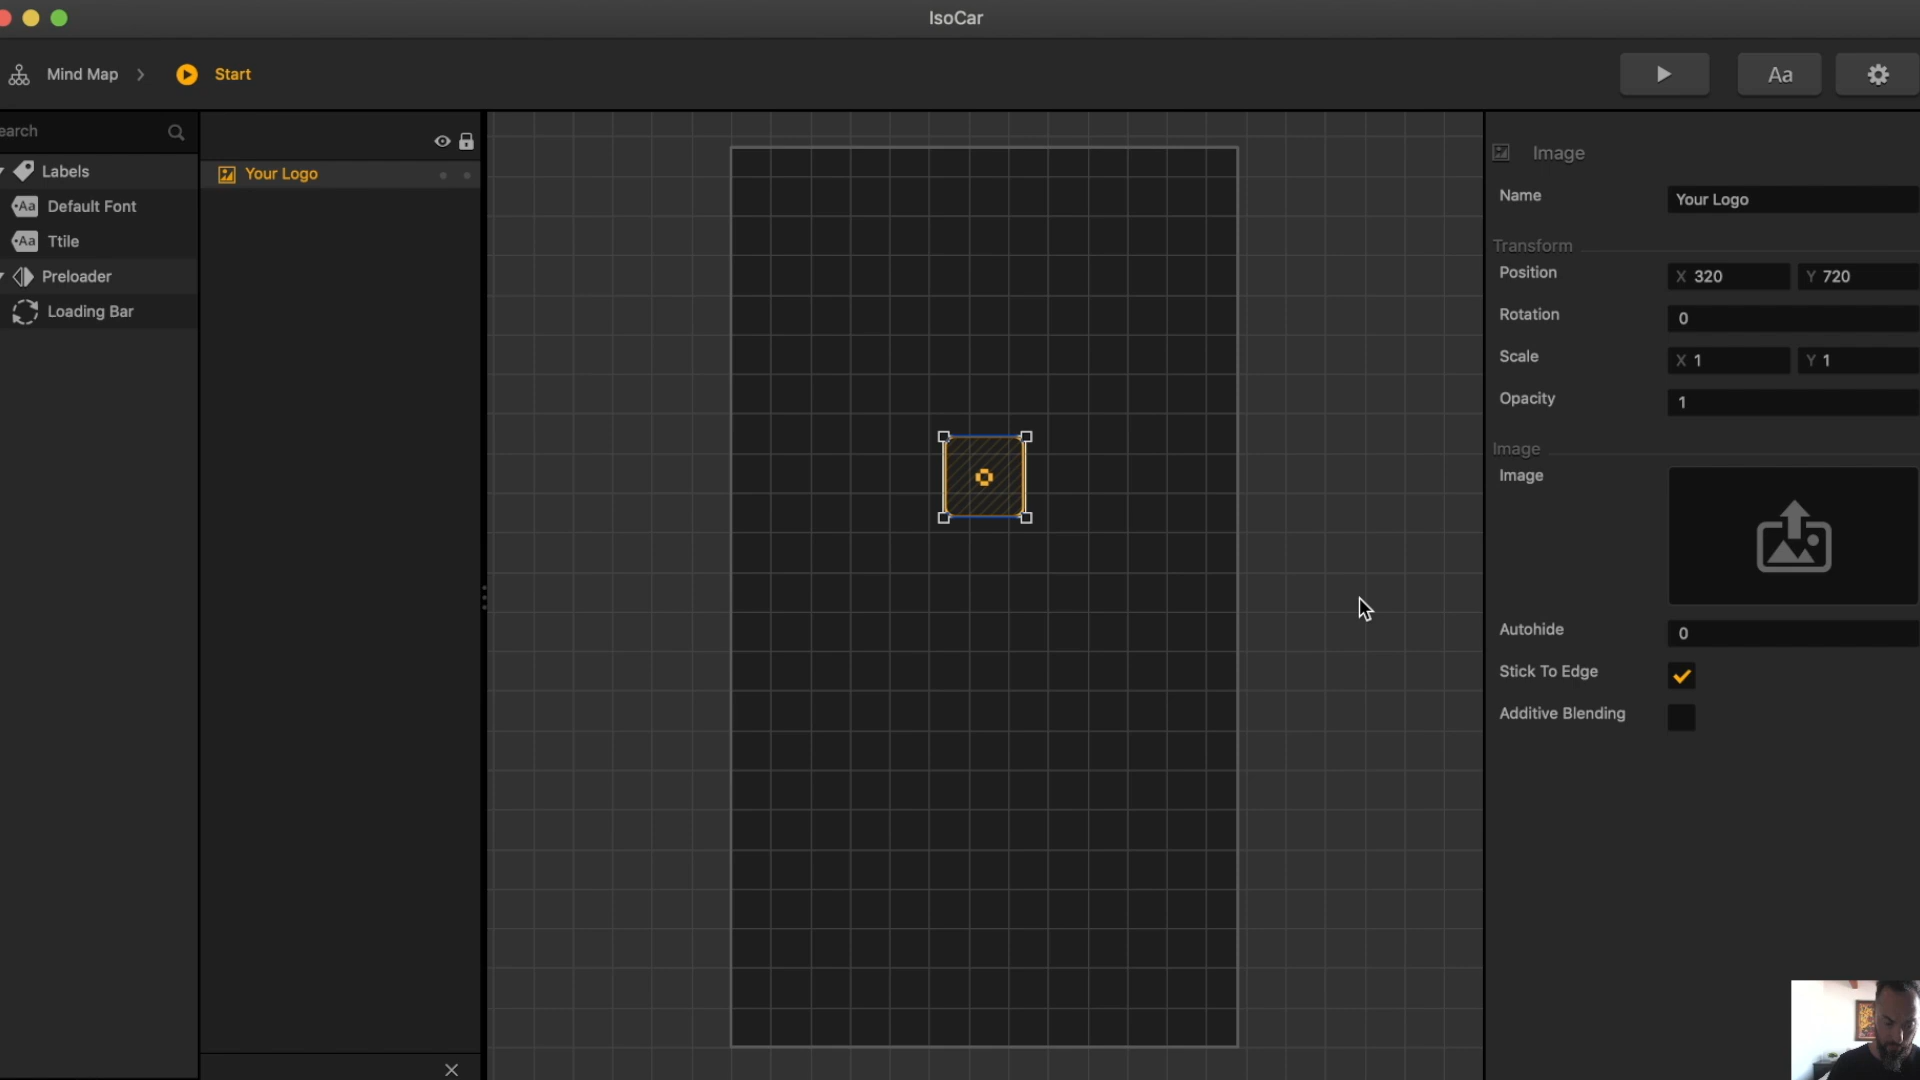 IsoCar
Mind Map
Start
Aa
earch
Labels
Your Logo
Aa Default Font
Aa Ttile
Preloader
Loading Bar
Image
Name Your Logo
Transform
Position X 320 Y 720
Rotation 0
Scale X 1 Y 1
Opacity 1
Image
Image
Autohide 0
Stick To Edge
Additive Blending